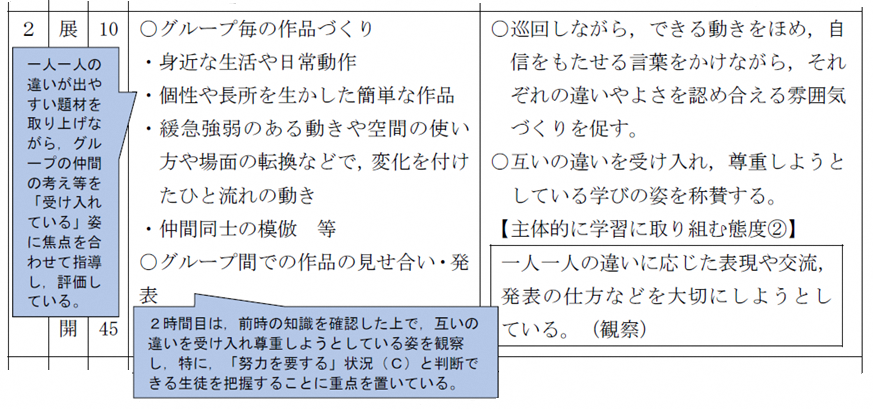 2 展 10 ○グループ毎の作品づくり
・身近な生活や日常動作
・個性や長所を生かした簡単な作品
・緩急強弱のある動きや空間の使い
方や場面の転換などで，変化を付け
たひと流れの動き
・仲間同士の模倣　等
○グループ間での作品の見せ合い・発
表
開 45
○巡回しながら，できる動きをほめ，自
信をもたせる言葉をかけながら，それ
ぞれの違いやよさを認め合える雰囲気
づくりを促す。
○互いの違いを受け入れ，尊重しようと
している学びの姿を称賛する。
【主体的に学習に取り組む態度②】
一人一人の違いに応じた表現や交流，
発表の仕方などを大切にしようとし
ている。（観察）
一人一人の
違いが出や
すい題材を
取り上げな
がら，グルー
プの仲間
の考え等を
「受け入れ
ている」姿
に焦点を合
わせて指導
し，評価し
ている。
２時間目は，前時の知識を確認した上で，互いの
違いを受け入れ尊重しようとしている姿を観察
し，特に，「努力を要する」状況（Ｃ）と判断で
きる生徒を把握することに重点を置いている。